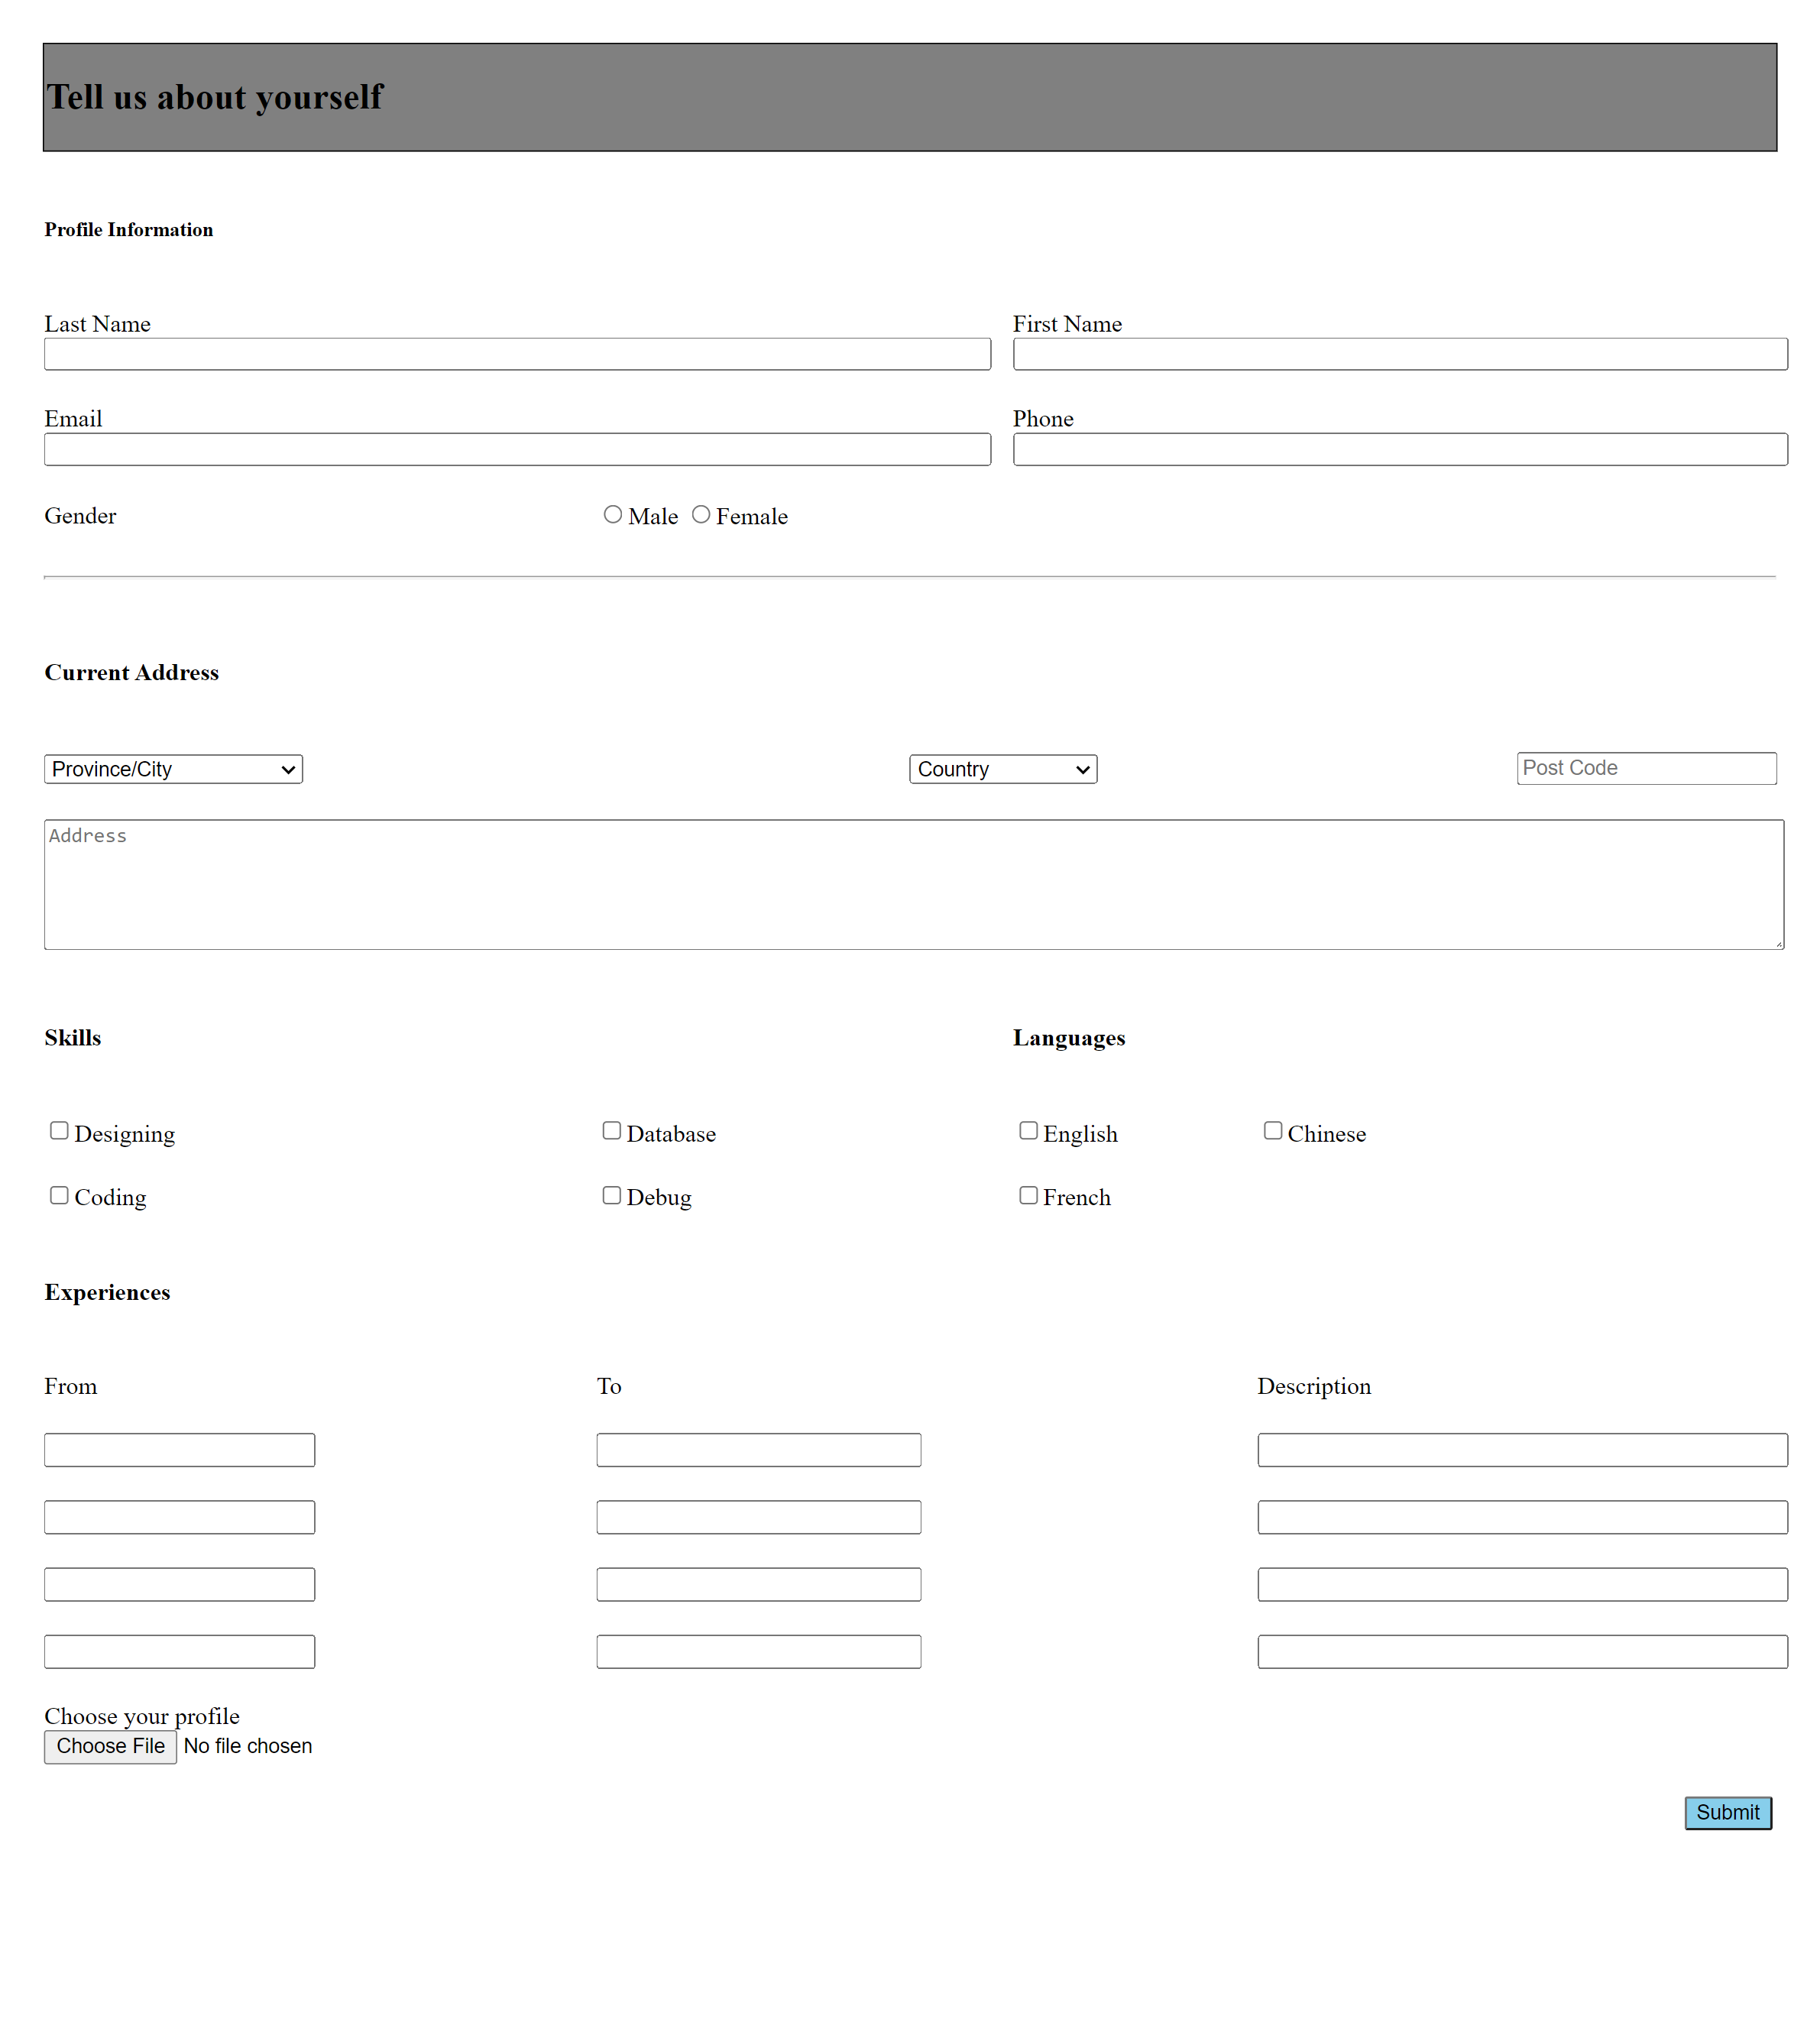 Tell us about yourself
Profile Information
Last Name First Name
Email Phone
Gender Male Female
Current Address
Province/City Country Post Code
Address
Skills Languages
Designing Database English Chinese
Coding Debug French
Experiences
From To Description
Choose your profile
Choose File No file chosen
Submit